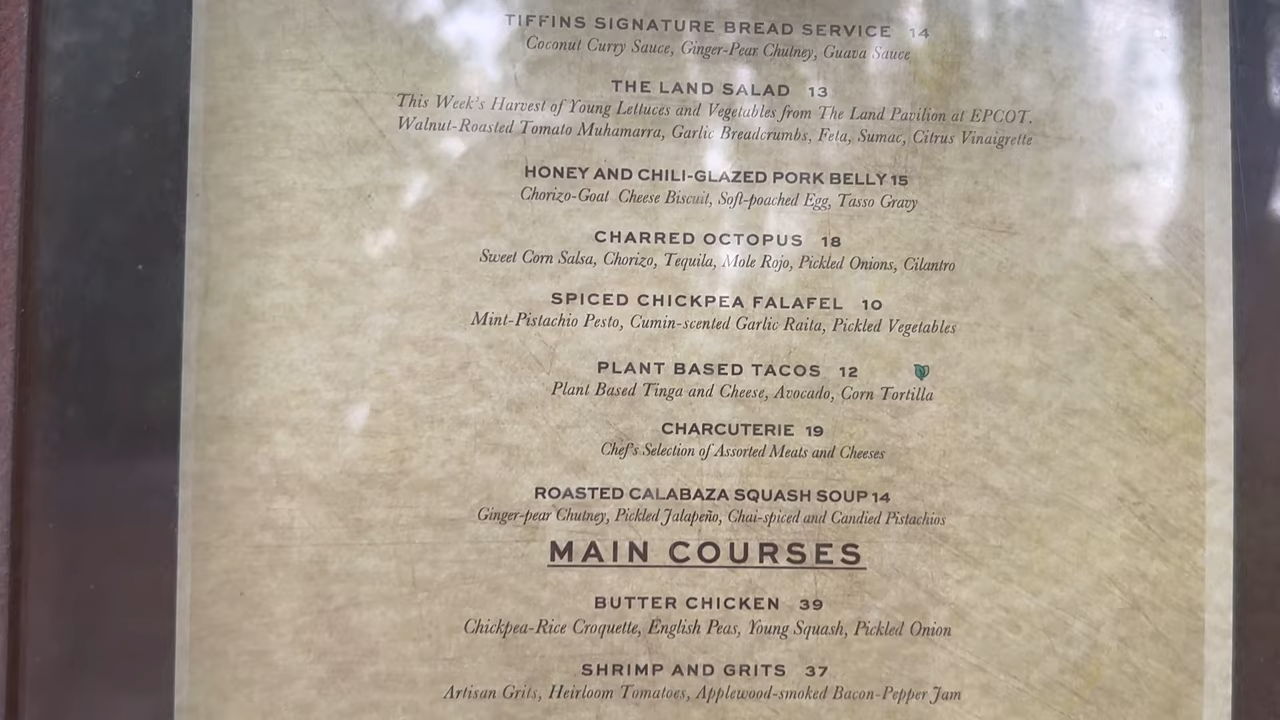 TIFFINS SIGNATURE BREAD SERVICE 14
Coconut Curry Sauce, Ginger-Pear Chutney, Guava Sauce
THE LAND SALAD 13
This Week's Harvest of Young Lettuces and Vegetables from The Land Pavilion at EPCOT.
Walnut-Roasted Tomato Muhamarra, Garlic Breadcrumbs, Feta, Sumac, Citrus Vinaigrette
HONEY AND CHILI-GLAZED PORK BELLY 15
Chorizo-Goat Cheese Biscuit, Soft-poached Egg, Tasso Gravy
CHARRED OCTOPUS 18
Sweet Corn Salsa, Chorizo, Tequila, Mole Rojo, Pickled Onions, Cilantro
SPICED CHICKPEA FALAFEL 10
Mint-Pistachio Pesto, Cumin-scented Garlic Raita, Pickled Vegetables
PLANT BASED TACOS 12
Plant Based Tinga and Cheese, Avocado, Corn Tortilla
CHARCUTERIE 19
Chef's Selection of Assorted Meats and Cheeses
ROASTED CALABAZA SQUASH SOUP 14
Ginger-pear Chutney, Pickled Jalapeño, Chai-spiced and Candied Pistachios
MAIN COURSES
BUTTER CHICKEN 39
Chickpea-Rice Croquette, English Peas, Young Squash, Pickled Onion
SHRIMP AND GRITS 37
Artisan Grits, Heirloom Tomatoes, Applewood-smoked Bacon-Pepper Jam